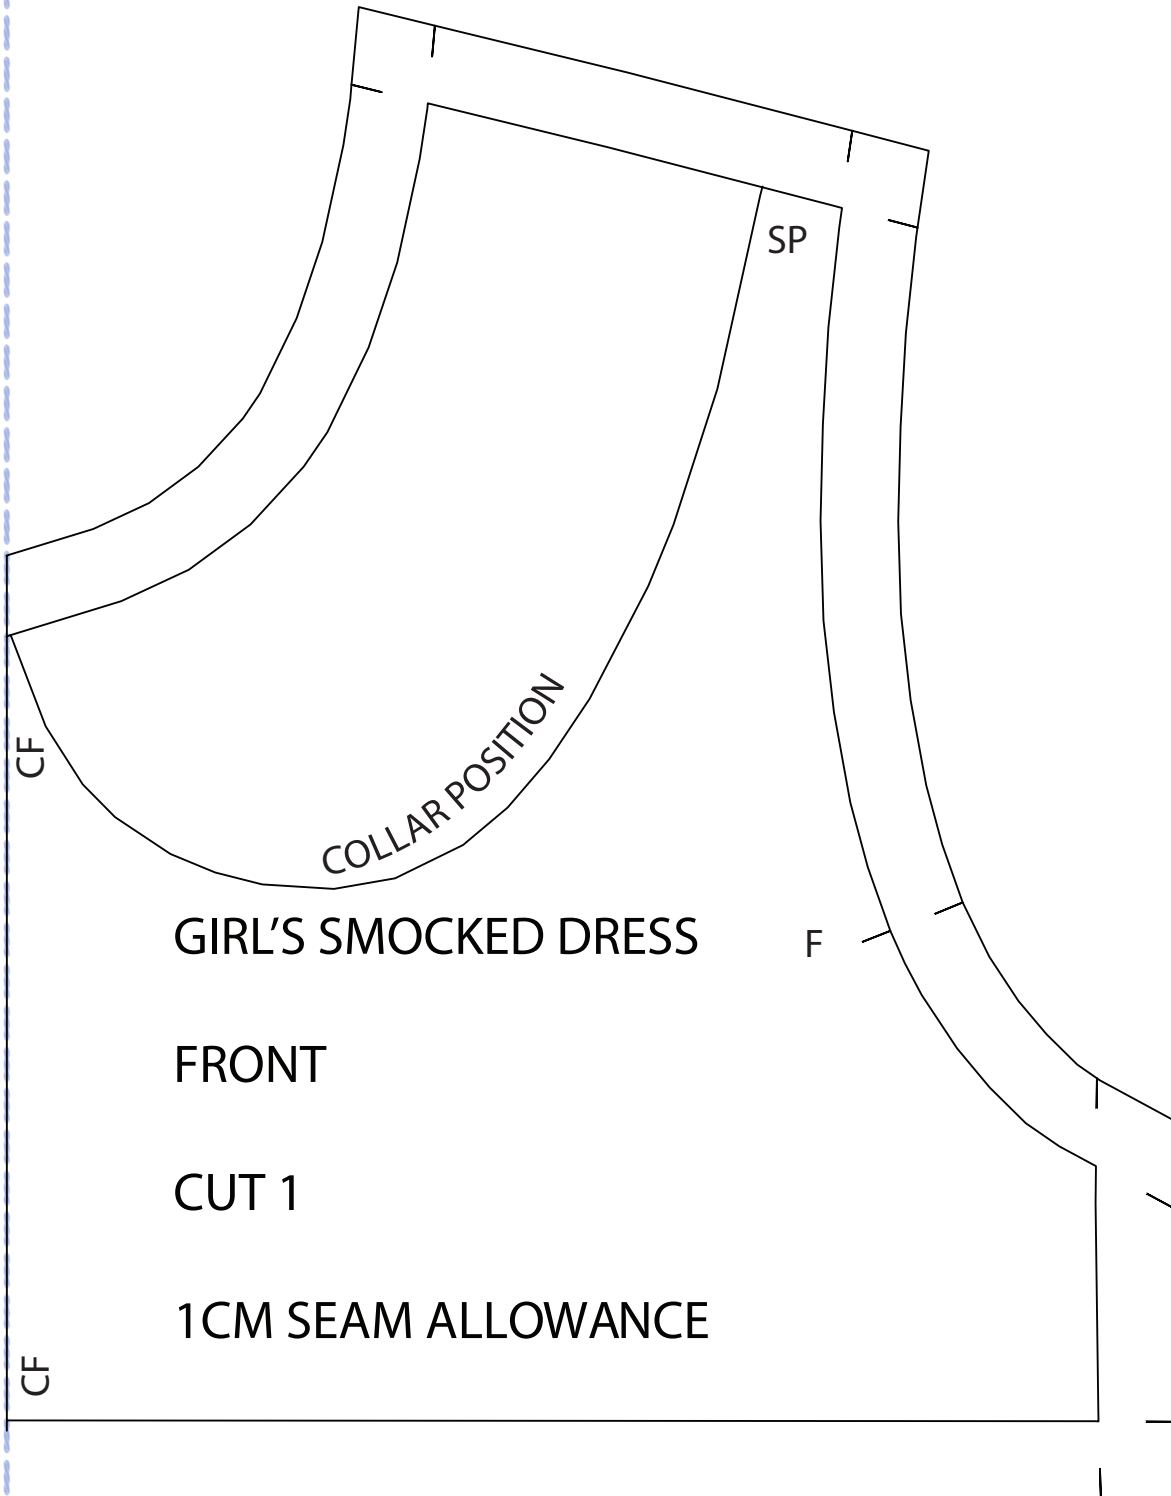 SP
CF
COLLAR POSITION
GIRL'S SMOCKED DRESS
F
FRONT
CUT 1
1CM SEAM ALLOWANCE
CF